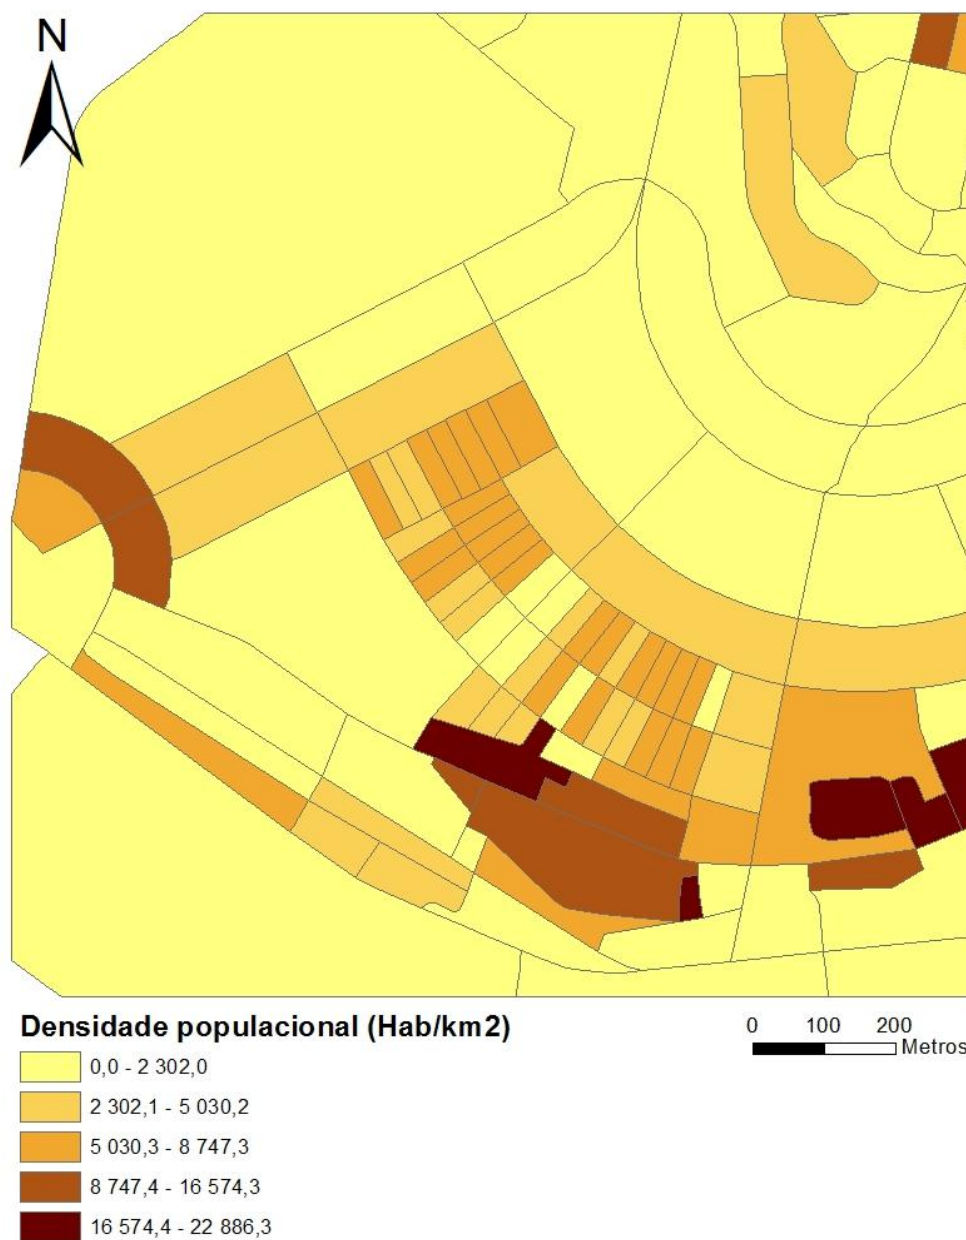 N
Densidade populacional (Hab/km2)
0,0 - 2 302,0
2 302,1 - 5 030,2
5 030,3 - 8 747,3
8 747,4 - 16 574,3
16 574,4 - 22 886,3
0 100 200
Metros